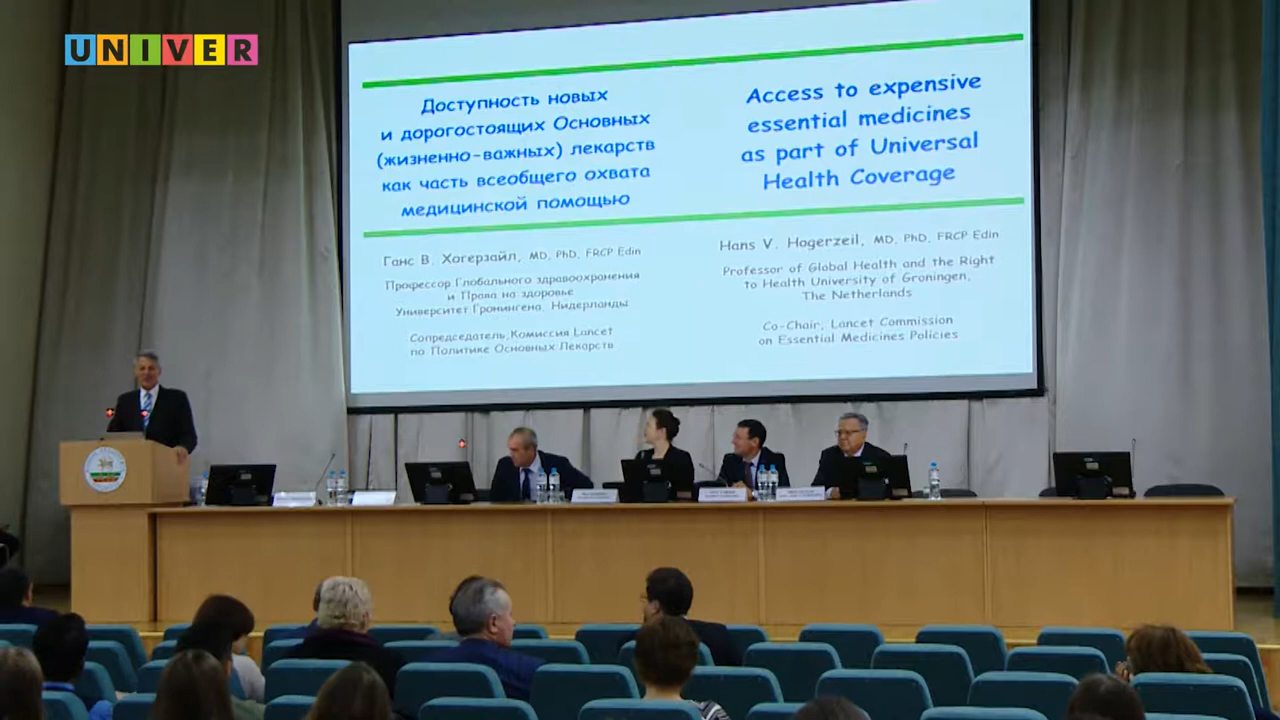 UNIVER
Доступность новых
и дорогостоящих Основных
(жизненно-важных) лекарств
как часть всеобщего охвата
медицинской помощью
Ганс В. Хогерзайл, MD, PhD, FRCP Edin
Профессор Глобального здравоохранения
и Права на здоровье
Университет Гронингена, Нидерланды
Сопредседатель,Комиссия Lancet
по Политике Основных Лекарств
Access to expensive
essential medicines
as part of Universal
Health Coverage
Hans V. Hogerzeil, MD, PhD, FRCP Edin
Professor of Global Health and the Right
to Health University of Groningen,
The Netherlands
Co-Chair, Lancet Commission
on Essential Medicines Policies